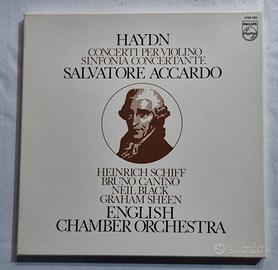 PHILIPS
HAYDN
CONCERTI PER VIOLINO
SINFONIA CONCERTANTE
SALVATORE ACCARDO
HEINRICH SCHIFF
BRUNO CANINO
NEIL BLACK
GRAHAM SHEEN
ENGLISH
CHAMBER ORCHESTRA
subito